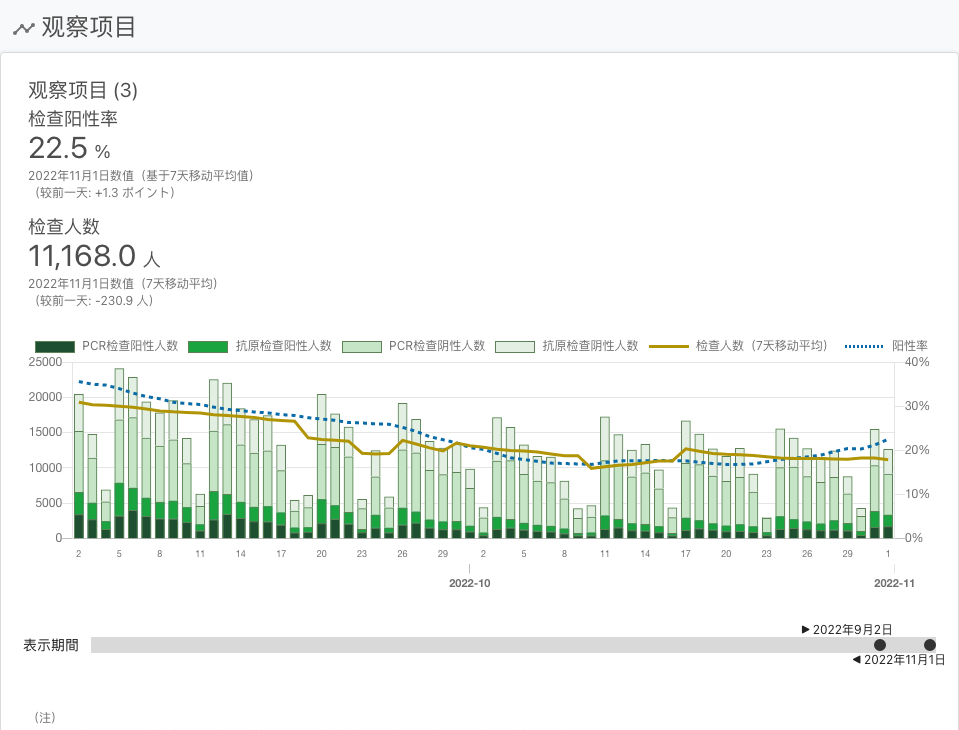 观察项目
观察项目 (3)
检查阳性率
22.5 %
2022年11月1日数值（基于7天移动平均值）
（较前一天: +1.3 ポイント）
检查人数
11,168.0 人
2022年11月1日数值（7天移动平均）
（较前一天: -230.9 人）
PCR检查阳性人数 抗原检查阳性人数 PCR检查阴性人数 抗原检查阴性人数 检查人数（7天移动平均） 阳性率
25000 40%
20000 30%
15000
20%
10000
10%
5000
0 0%
2 5 8 11 14 17 20 23 26 29 2 5 8 11 14 17 20 23 26 29 1
2022-10 2022-11
▶ 2022年9月2日
表示期間
◀ 2022年11月1日
（注）